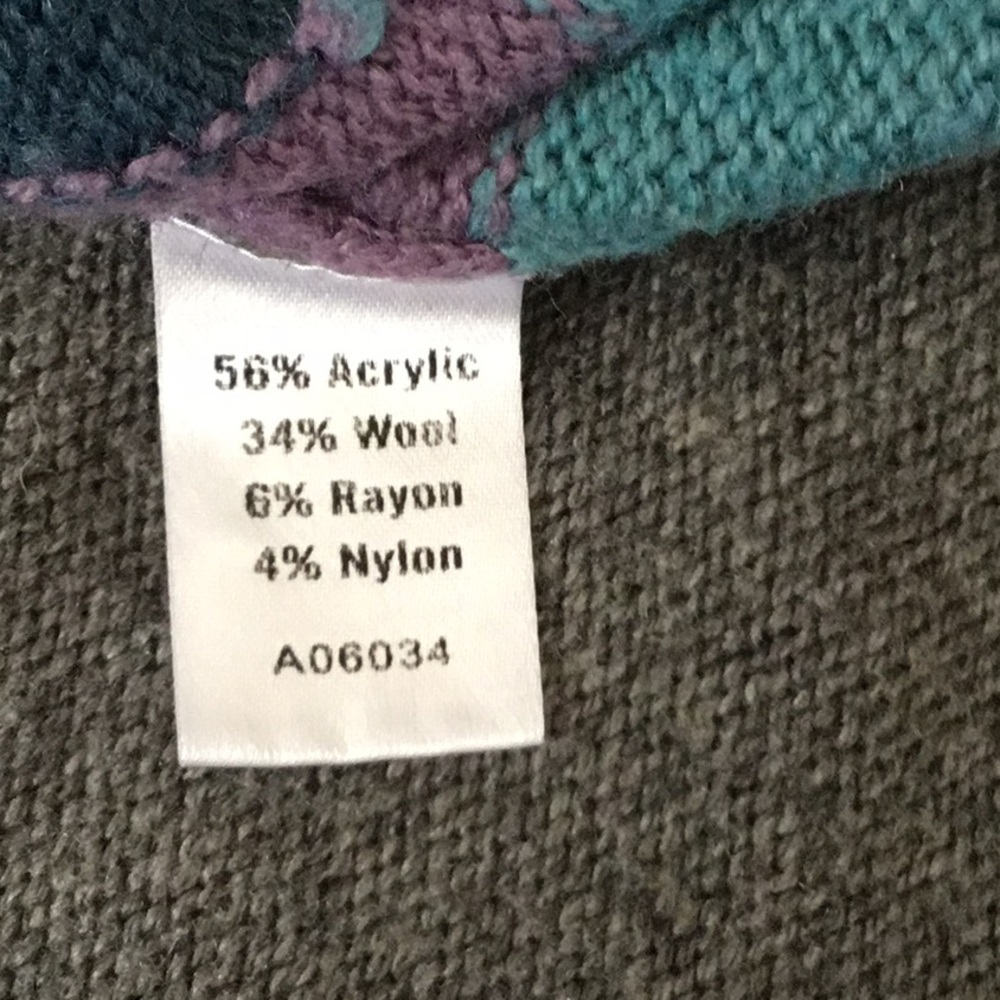 56% Acrylic
34% Wool
6% Rayon
4% Nylon
A06034